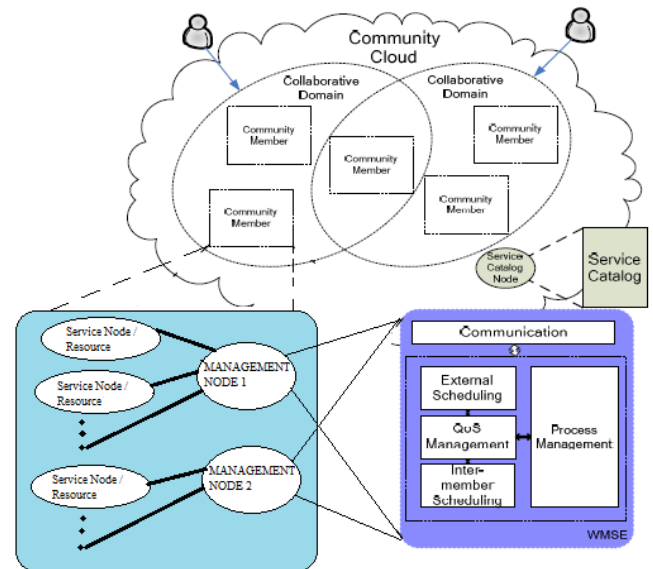 Community
Cloud
Collaborative
Domain
Collaborative
Domain
Community
Member
Community
Member
Community
Member
Community
Member
Community
Member
Service
Catalog
Node
Service
Catalog
Service Node /
Resource
Service Node /
Resource
Service Node /
Resource
MANAGEMENT
NODE 1
MANAGEMENT
NODE 2
Communication
External
Scheduling
QoS
Management
Inter-
member
Scheduling
Process
Management
WMSE